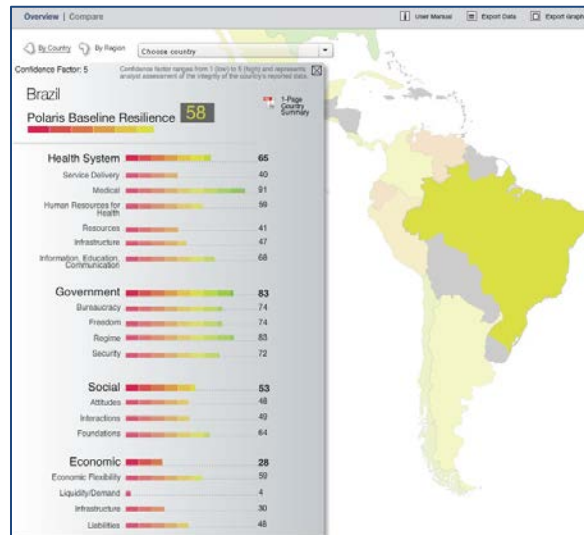 Overview | Compare
User Manual
Export Data
Export Graph
By Country
By Region
Choose country
Confidence Factor: 5
Confidence factor ranges from 1 (low) to 5 (high) and represents
analyst assessment of the integrity of the country's reported data.
Brazil
Polaris Baseline Resilience 58
1-Page
Country
Summary
Health System 65
Service Delivery 40
Medical 91
Human Resources for
Health 59
Resources 41
Infrastructure 47
Information, Education,
Communication 68
Government 83
Bureaucracy 74
Freedom 74
Regime 83
Security 72
Social 53
Attitudes 48
Interactions 49
Foundations 64
Economic 28
Economic Flexibility 59
Liquidity/Demand 4
Infrastructure 30
Liabilities 48